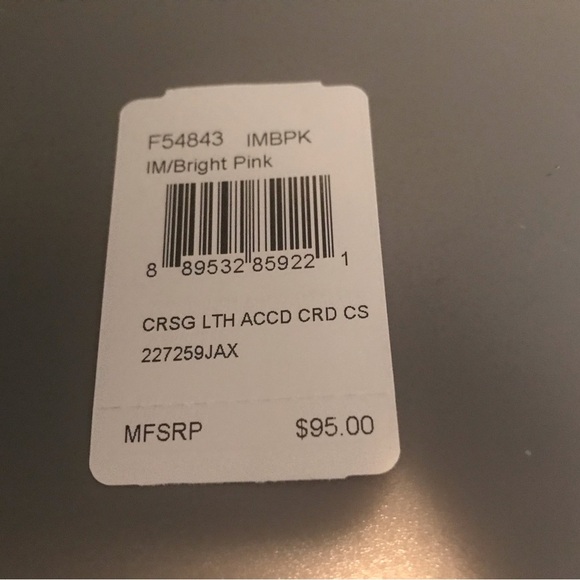 F54843 IMBPK
IM/Bright Pink
8 89532 85922 1
CRSG LTH ACCD CRD CS
227259JAX
MFSRP $95.00